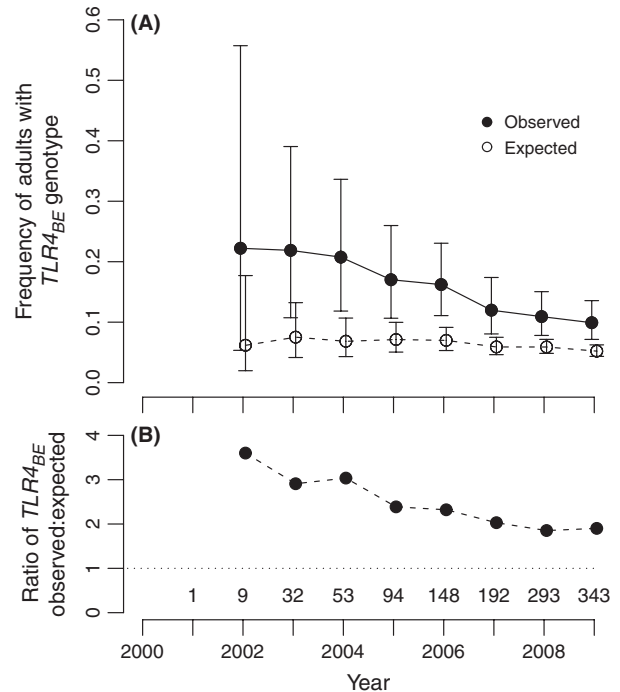 (A)
Frequency of adults with
TLR4BE genotype
0.6
0.5
0.4
0.3
0.2
0.1
0.0
Observed
Expected
(B)
Ratio of TLR4BE
observed:expected
4
3
2
1
0
1 9 32 53 94 148 192 293 343
2000 2002 2004 2006 2008
Year